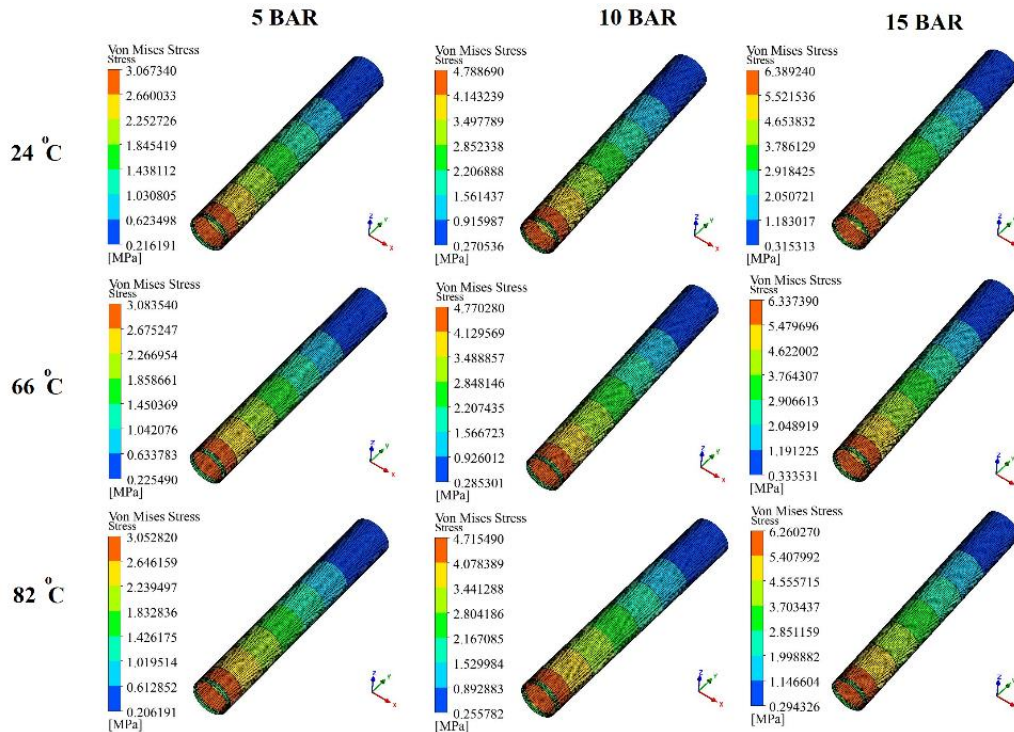 5 BAR
10 BAR
15 BAR
24 °C
Von Mises Stress
Stress
3.067340
2.660033
2.252726
1.845419
1.438112
1.030805
0.623498
0.216191
[MPa]
Z
Y
X
Von Mises Stress
Stress
4.788690
4.143239
3.497789
2.852338
2.206888
1.561437
0.915987
0.270536
[MPa]
Z
Y
X
Von Mises Stress
Stress
6.389240
5.521536
4.653832
3.786129
2.918425
2.050721
1.183017
0.315313
[MPa]
Z
Y
X
66 °C
Von Mises Stress
Stress
3.083540
2.675247
2.266954
1.858661
1.450369
1.042076
0.633783
0.225490
[MPa]
Z
Y
X
Von Mises Stress
Stress
4.770280
4.129569
3.488857
2.848146
2.207435
1.566723
0.926012
0.285301
[MPa]
Z
Y
X
Von Mises Stress
Stress
6.337390
5.479696
4.622002
3.764307
2.906613
2.048919
1.191225
0.333531
[MPa]
Z
Y
X
82 °C
Von Mises Stress
Stress
3.052820
2.646159
2.239497
1.832836
1.426175
1.019514
0.612852
0.206191
[MPa]
Z
Y
X
Von Mises Stress
Stress
4.715490
4.078389
3.441288
2.804186
2.167085
1.529984
0.892883
0.255782
[MPa]
Z
Y
X
Von Mises Stress
Stress
6.260270
5.407992
4.555715
3.703437
2.851159
1.998882
1.146604
0.294326
[MPa]
Z
Y
X